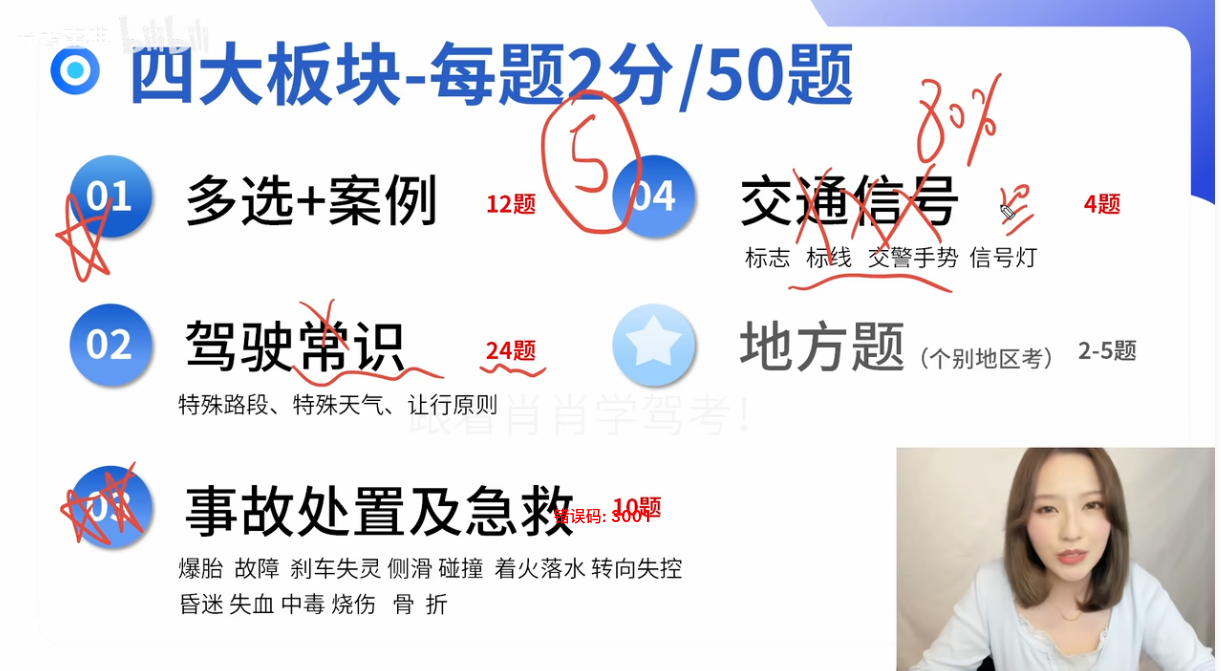 bilibili
四大板块-每题2分/50题
5
80%
01
多选+案例
12题
04
交通信号
4题
标志 标线 交警手势 信号灯
02
驾驶常识
24题
特殊路段、特殊天气、让行原则
地方题（个别地区考）
2-5题
跟着肖肖学驾考！
03
事故处置及急救
10题
错误码: 3001
爆胎 故障 刹车失灵 侧滑 碰撞 着火落水 转向失控
昏迷 失血 中毒 烧伤 骨 折